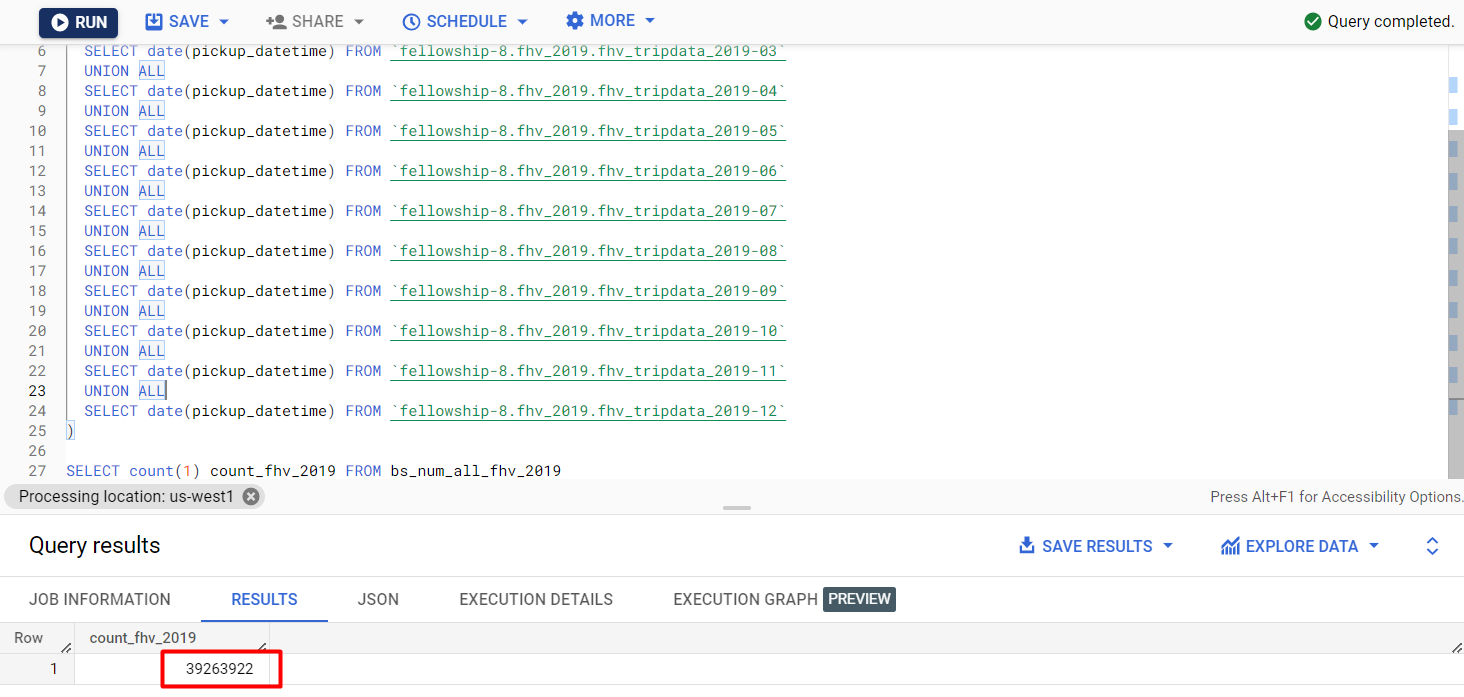 RUN SAVE SHARE SCHEDULE MORE Query completed.
6 SELECT date(pickup_datetime) FROM `fellowship-8.fhv_2019.fhv_tripdata_2019-03`
7 UNION ALL
8 SELECT date(pickup_datetime) FROM `fellowship-8.fhv_2019.fhv_tripdata_2019-04`
9 UNION ALL
10 SELECT date(pickup_datetime) FROM `fellowship-8.fhv_2019.fhv_tripdata_2019-05`
11 UNION ALL
12 SELECT date(pickup_datetime) FROM `fellowship-8.fhv_2019.fhv_tripdata_2019-06`
13 UNION ALL
14 SELECT date(pickup_datetime) FROM `fellowship-8.fhv_2019.fhv_tripdata_2019-07`
15 UNION ALL
16 SELECT date(pickup_datetime) FROM `fellowship-8.fhv_2019.fhv_tripdata_2019-08`
17 UNION ALL
18 SELECT date(pickup_datetime) FROM `fellowship-8.fhv_2019.fhv_tripdata_2019-09`
19 UNION ALL
20 SELECT date(pickup_datetime) FROM `fellowship-8.fhv_2019.fhv_tripdata_2019-10`
21 UNION ALL
22 SELECT date(pickup_datetime) FROM `fellowship-8.fhv_2019.fhv_tripdata_2019-11`
23 UNION ALL
24 SELECT date(pickup_datetime) FROM `fellowship-8.fhv_2019.fhv_tripdata_2019-12`
25 )
26
27 SELECT count(1) count_fhv_2019 FROM bs_num_all_fhv_2019
Processing location: us-west1 Press Alt+F1 for Accessibility Options.
Query results SAVE RESULTS EXPLORE DATA
JOB INFORMATION RESULTS JSON EXECUTION DETAILS EXECUTION GRAPH PREVIEW
Row count_fhv_2019
1 39263922